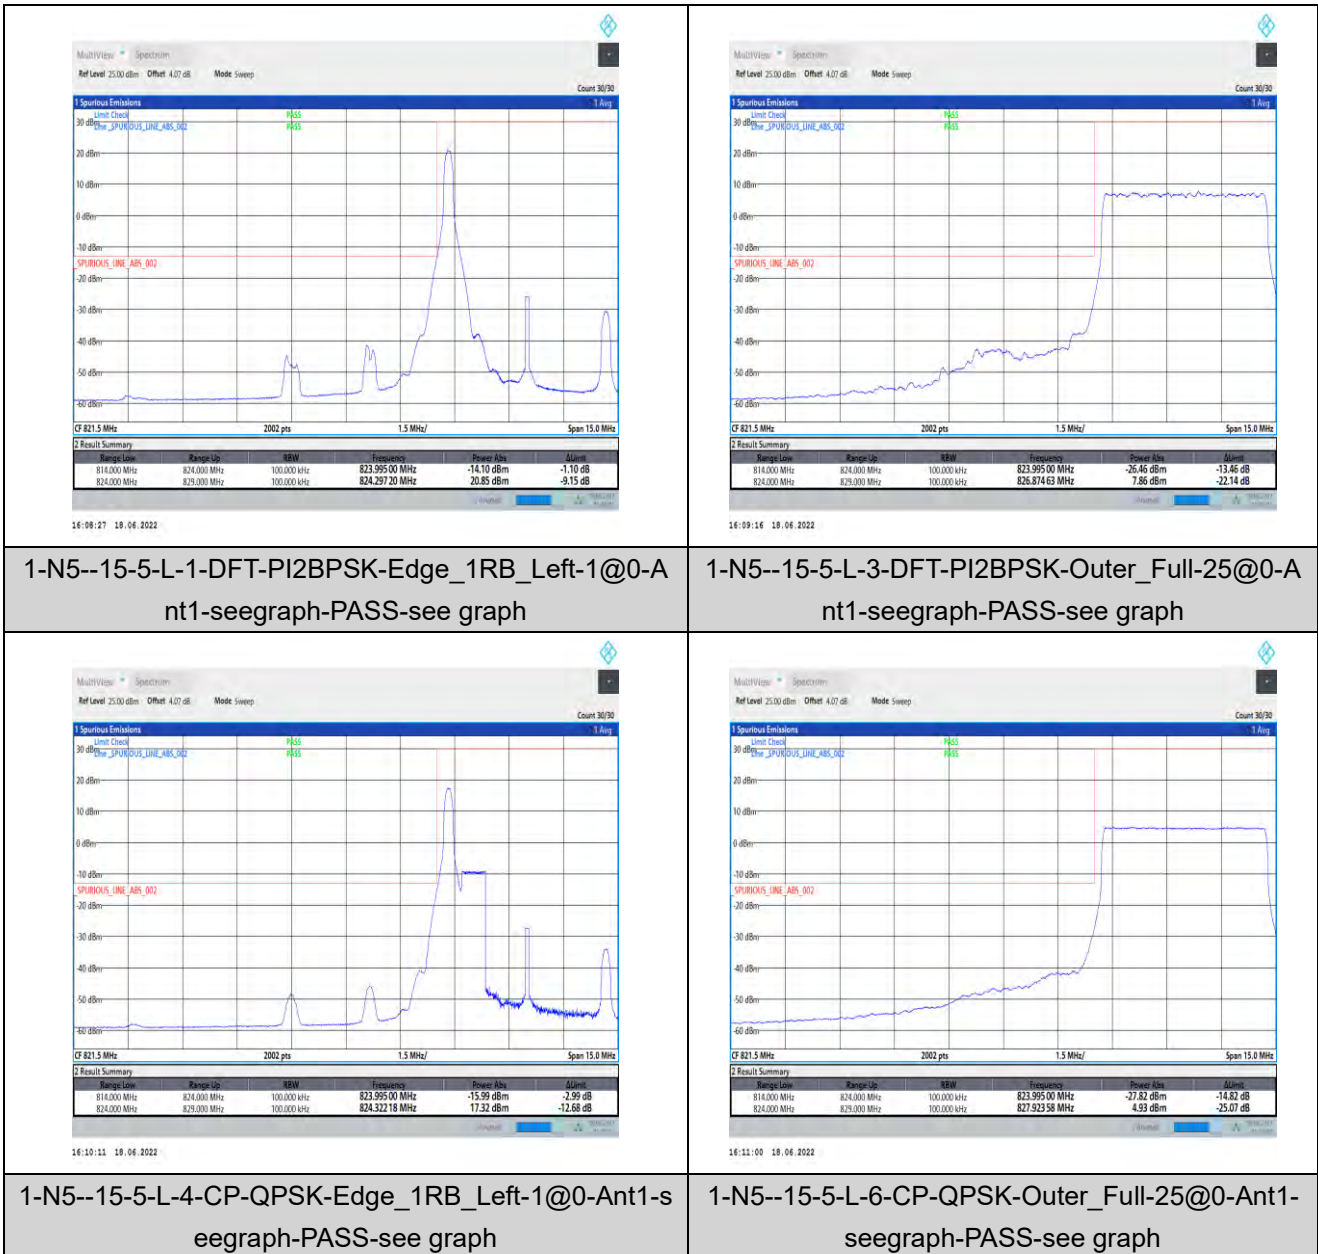 MultiView Spectrum
Ref Level 25.00 dBm Offset 4.07 dB Mode Sweep
Count 30/30
1 Spurious Emissions 1 Avg
Limit Check PASS
Line _SPURIOUS_LINE_ABS_002 PASS
30 dBm
20 dBm
10 dBm
0 dBm
-10 dBm
_SPURIOUS_LINE_ABS_002
-20 dBm
-30 dBm
-40 dBm
-50 dBm
-60 dBm
CF 821.5 MHz 2002 pts 1.5 MHz/ Span 15.0 MHz
2 Result Summary
Range Low Range Up RBW Frequency Power Abs ΔLimit
814.000 MHz 824.000 MHz 100.000 kHz 823.99500 MHz -14.10 dBm -1.10 dB
824.000 MHz 829.000 MHz 100.000 kHz 824.29720 MHz 20.85 dBm -9.15 dB
16:08:27 18.06.2022
1-N5--15-5-L-1-DFT-PI2BPSK-Edge_1RB_Left-1@0-A
nt1-seegraph-PASS-see graph
MultiView Spectrum
Ref Level 25.00 dBm Offset 4.07 dB Mode Sweep
Count 30/30
1 Spurious Emissions 1 Avg
Limit Check PASS
Line _SPURIOUS_LINE_ABS_002 PASS
30 dBm
20 dBm
10 dBm
0 dBm
-10 dBm
_SPURIOUS_LINE_ABS_002
-20 dBm
-30 dBm
-40 dBm
-50 dBm
-60 dBm
CF 821.5 MHz 2002 pts 1.5 MHz/ Span 15.0 MHz
2 Result Summary
Range Low Range Up RBW Frequency Power Abs ΔLimit
814.000 MHz 824.000 MHz 100.000 kHz 823.99500 MHz -26.46 dBm -13.46 dB
824.000 MHz 829.000 MHz 100.000 kHz 826.87463 MHz 7.86 dBm -22.14 dB
16:09:16 18.06.2022
1-N5--15-5-L-3-DFT-PI2BPSK-Outer_Full-25@0-A
nt1-seegraph-PASS-see graph
MultiView Spectrum
Ref Level 25.00 dBm Offset 4.07 dB Mode Sweep
Count 30/30
1 Spurious Emissions 1 Avg
Limit Check PASS
Line _SPURIOUS_LINE_ABS_002 PASS
30 dBm
20 dBm
10 dBm
0 dBm
-10 dBm
_SPURIOUS_LINE_ABS_002
-20 dBm
-30 dBm
-40 dBm
-50 dBm
-60 dBm
CF 821.5 MHz 2002 pts 1.5 MHz/ Span 15.0 MHz
2 Result Summary
Range Low Range Up RBW Frequency Power Abs ΔLimit
814.000 MHz 824.000 MHz 100.000 kHz 823.99500 MHz -15.99 dBm -2.99 dB
824.000 MHz 829.000 MHz 100.000 kHz 824.32218 MHz 17.32 dBm -12.68 dB
16:10:11 18.06.2022
1-N5--15-5-L-4-CP-QPSK-Edge_1RB_Left-1@0-Ant1-s
eegraph-PASS-see graph
MultiView Spectrum
Ref Level 25.00 dBm Offset 4.07 dB Mode Sweep
Count 30/30
1 Spurious Emissions 1 Avg
Limit Check PASS
Line _SPURIOUS_LINE_ABS_002 PASS
30 dBm
20 dBm
10 dBm
0 dBm
-10 dBm
_SPURIOUS_LINE_ABS_002
-20 dBm
-30 dBm
-40 dBm
-50 dBm
-60 dBm
CF 821.5 MHz 2002 pts 1.5 MHz/ Span 15.0 MHz
2 Result Summary
Range Low Range Up RBW Frequency Power Abs ΔLimit
814.000 MHz 824.000 MHz 100.000 kHz 823.99500 MHz -27.82 dBm -14.82 dB
824.000 MHz 829.000 MHz 100.000 kHz 827.92358 MHz 4.93 dBm -25.07 dB
16:11:00 18.06.2022
1-N5--15-5-L-6-CP-QPSK-Outer_Full-25@0-Ant1-
seegraph-PASS-see graph